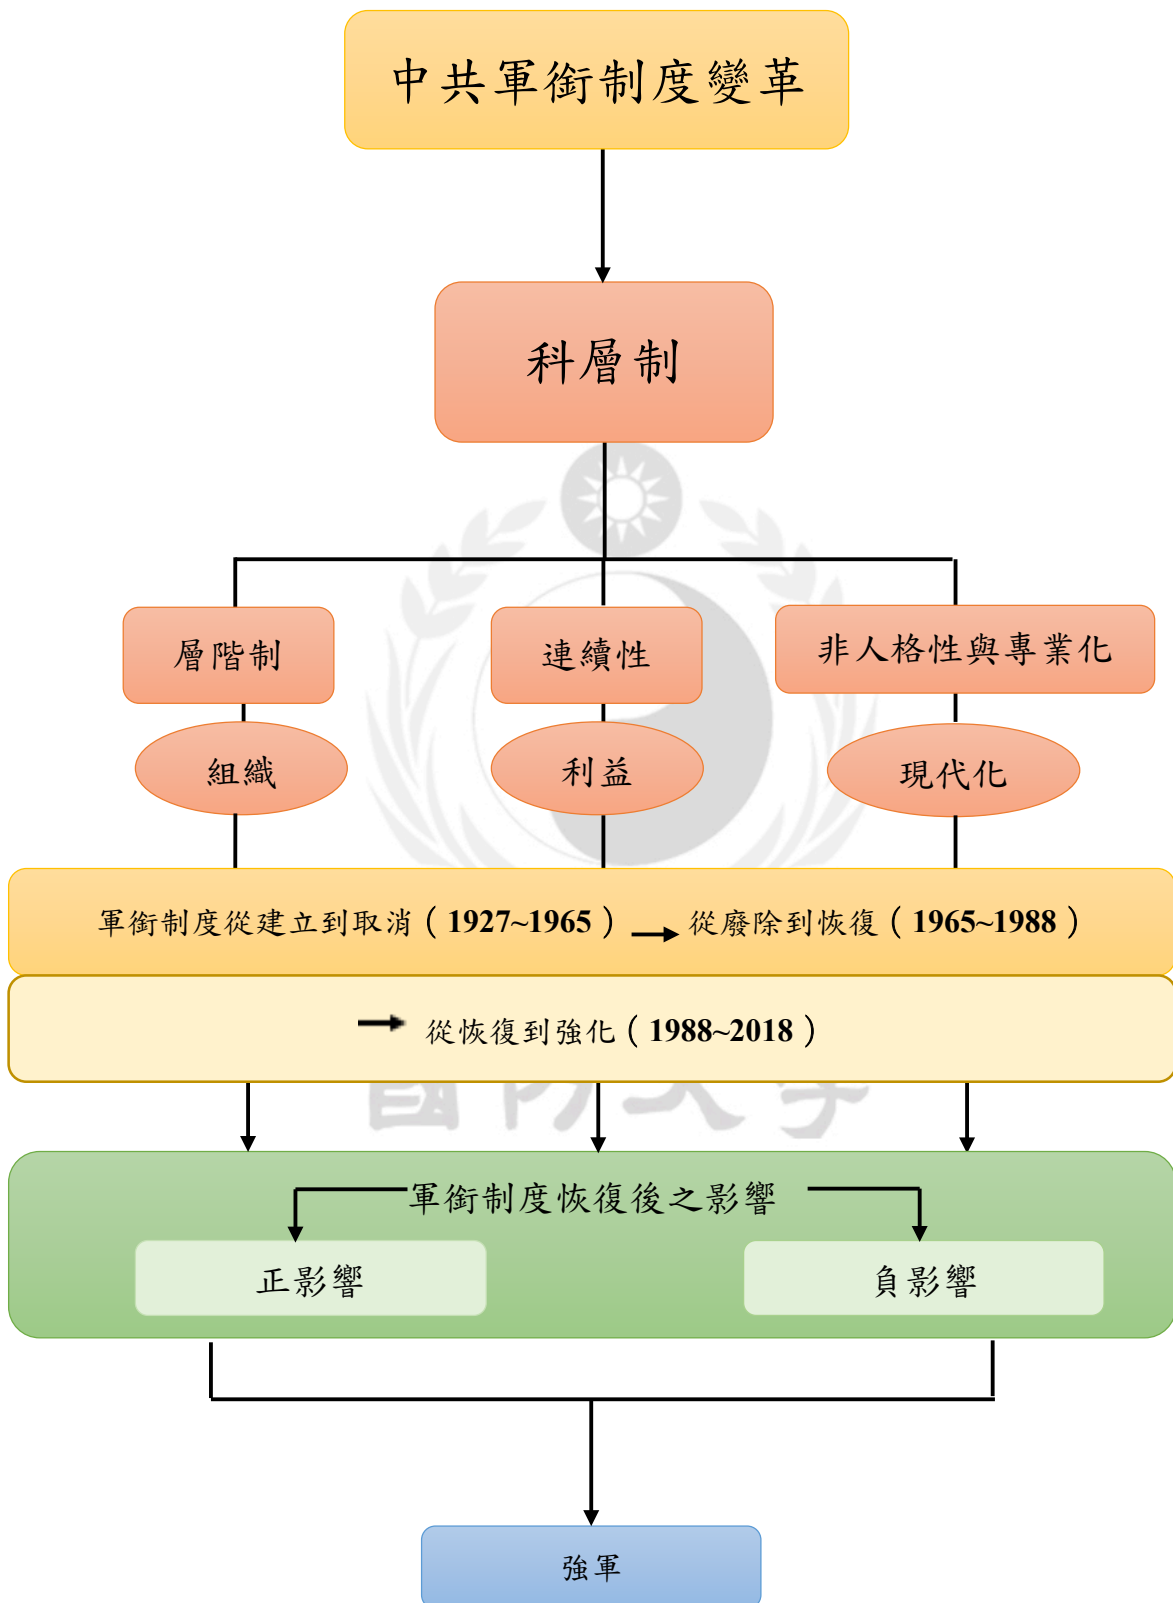 中共軍銜制度變革
科層制
層階制
連續性
非人格性與專業化
組織
利益
現代化
軍銜制度從建立到取消（1927~1965） 從廢除到恢復（1965~1988）
從恢復到強化（1988~2018）
國防大學
軍銜制度恢復後之影響
正影響
負影響
強軍